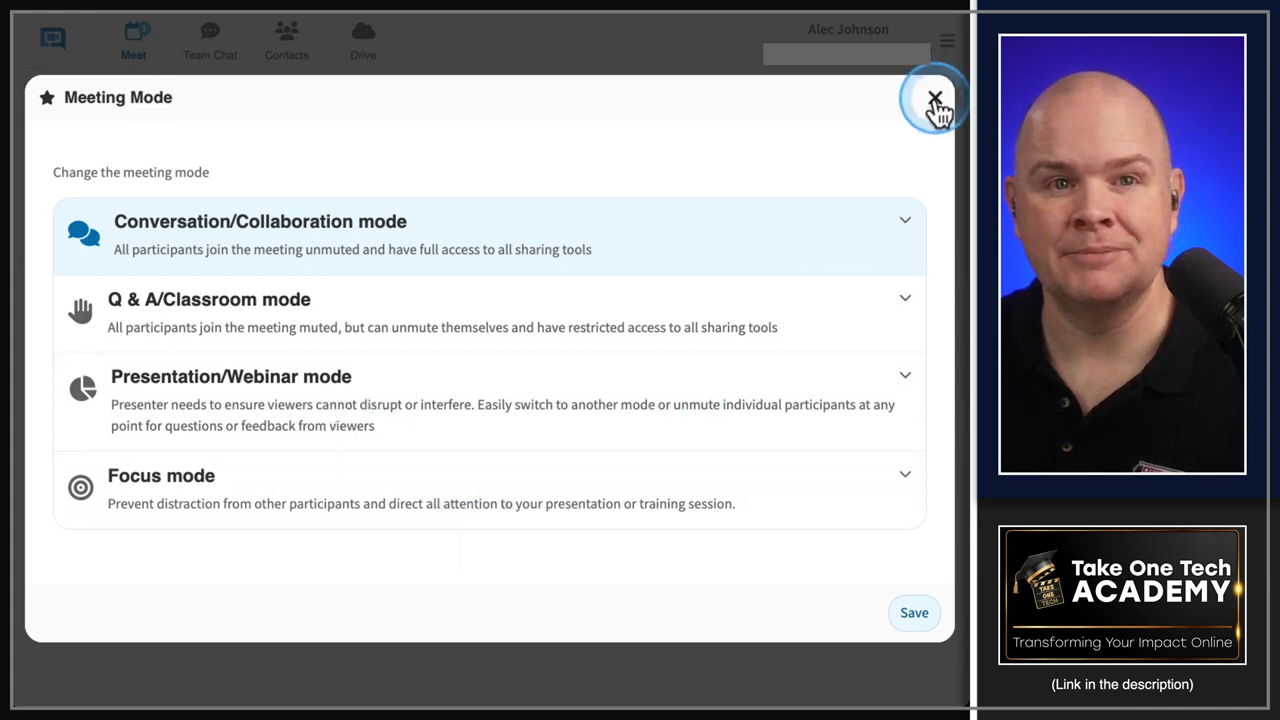 Meet
Team Chat
Contacts
Drive
Alec Johnson
Meeting Mode
Change the meeting mode
Conversation/Collaboration mode
All participants join the meeting unmuted and have full access to all sharing tools
Q & A/Classroom mode
All participants join the meeting muted, but can unmute themselves and have restricted access to all sharing tools
Presentation/Webinar mode
Presenter needs to ensure viewers cannot disrupt or interfere. Easily switch to another mode or unmute individual participants at any
point for questions or feedback from viewers
Focus mode
Prevent distraction from other participants and direct all attention to your presentation or training session.
Save
TAKE
ONE
TECH
Take One Tech
ACADEMY
Transforming Your Impact Online
(Link in the description)